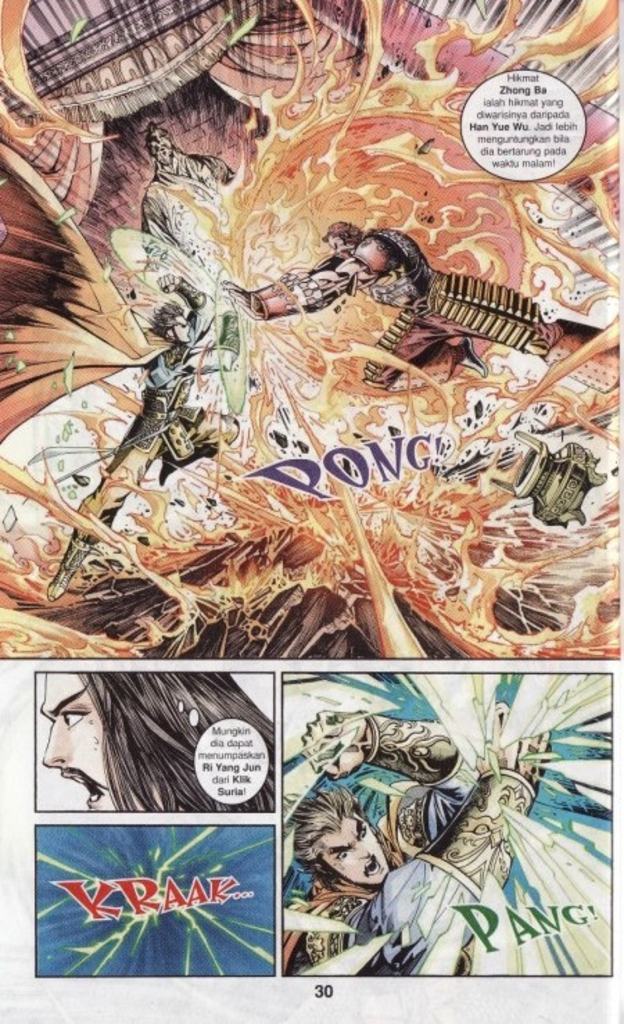 Hikmat
Zhong Ba
ialah hikmat yang
diwarisinya daripada
Han Yue Wu. Jadi lebih
menguntungkan bila
dia bertarung pada
waktu malam!
PONG!
Mungkin
dia dapat
menumpaskan
Ri Yang Jun
dari Klik
Suria!
KRAAK...
PANG!
30